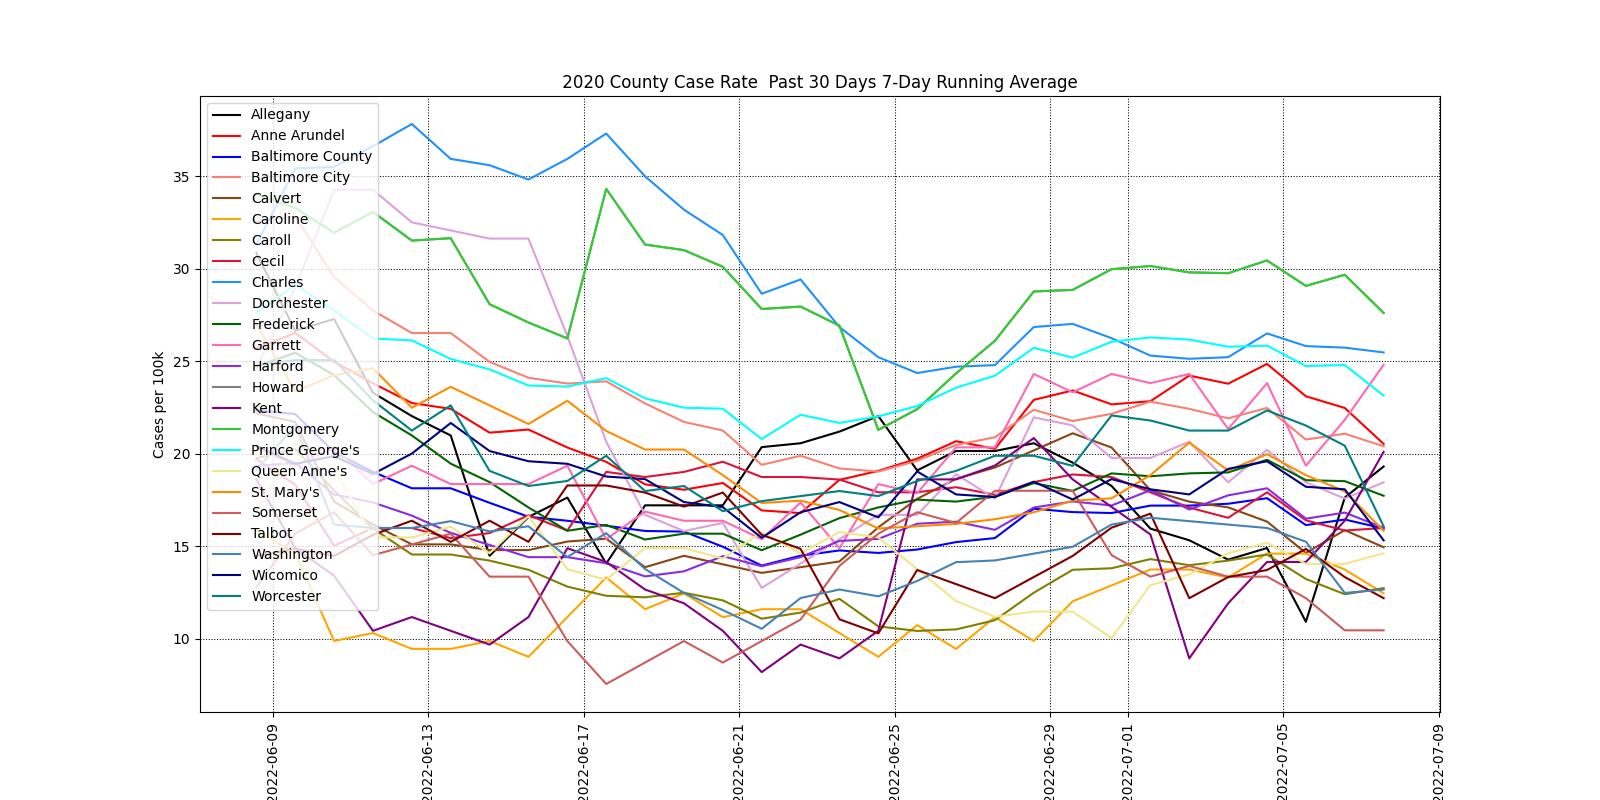 2020 County Case Rate  Past 30 Days 7-Day Running Average
Cases per 100k
35
30
25
20
15
10
Allegany
Anne Arundel
Baltimore County
Baltimore City
Calvert
Caroline
Caroll
Cecil
Charles
Dorchester
Frederick
Garrett
Harford
Howard
Kent
Montgomery
Prince George's
Queen Anne's
St. Mary's
Somerset
Talbot
Washington
Wicomico
Worcester
2022-06-09
2022-06-13
2022-06-17
2022-06-21
2022-06-25
2022-06-29
2022-07-01
2022-07-05
2022-07-09